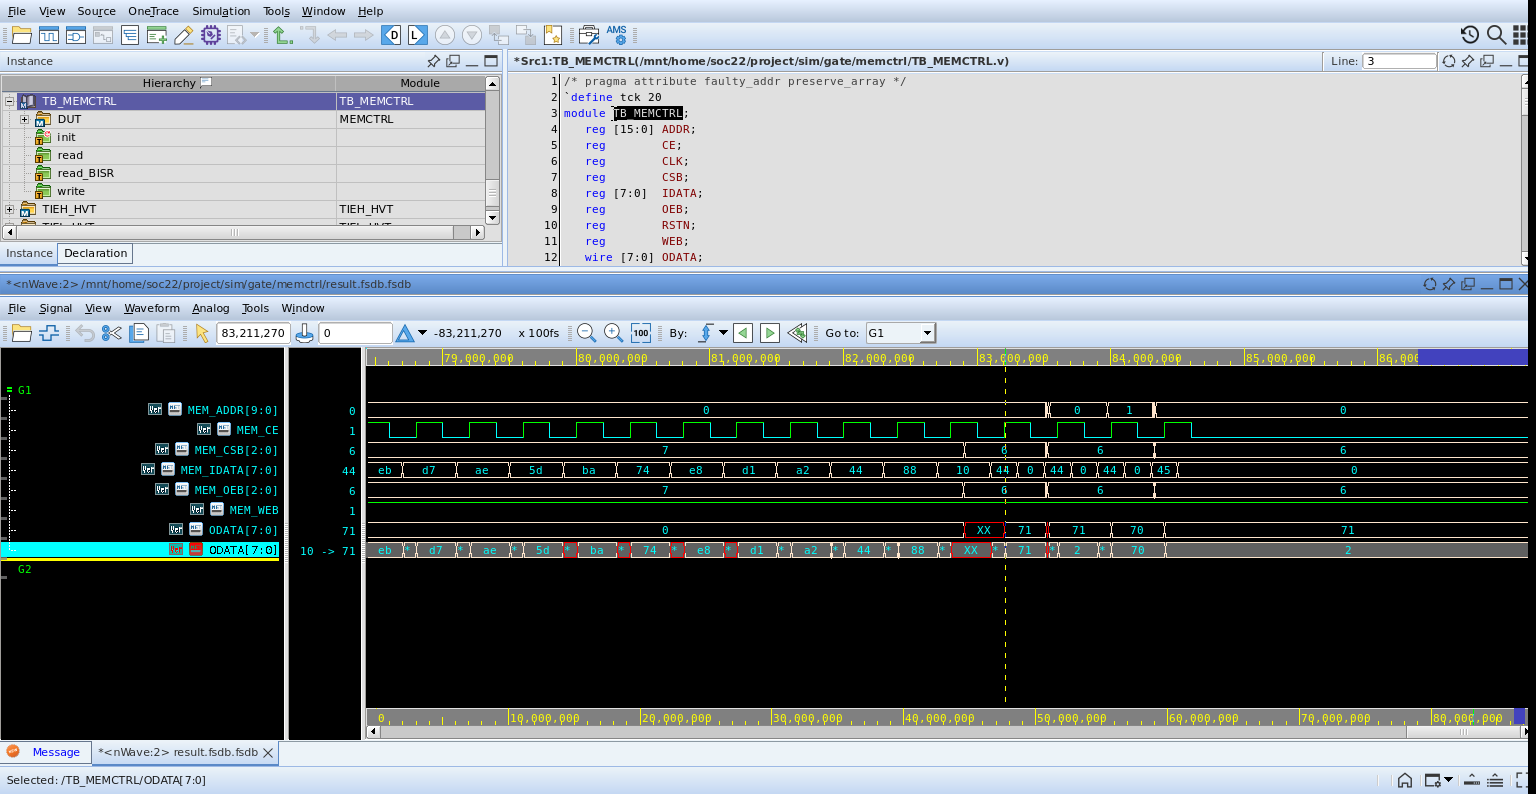 File View Source OneTrace Simulation Tools Window Help
D L AMS
Instance
*Src1:TB_MEMCTRL(/mnt/home/soc22/project/sim/gate/memctrl/TB_MEMCTRL.v) Line: 3
Hierarchy Module
TB_MEMCTRL TB_MEMCTRL
DUT MEMCTRL
init
read
read_BISR
write
TIEH_HVT TIEH_HVT
Instance Declaration
1 /* pragma attribute faulty_addr preserve_array */
2 `define tck 20
3 module TB_MEMCTRL;
4 reg [15:0] ADDR;
5 reg CE;
6 reg CLK;
7 reg CSB;
8 reg [7:0] IDATA;
9 reg OEB;
10 reg RSTN;
11 reg WEB;
12 wire [7:0] ODATA;
*<nWave:2> /mnt/home/soc22/project/sim/gate/memctrl/result.fsdb.fsdb
File Signal View Waveform Analog Tools Window
83,211,270 0 -83,211,270 x 100fs 100 By: Go to: G1
79,000,000 80,000,000 81,000,000 82,000,000 83,000,000 84,000,000 85,000,000 86,000
G1
MEM_ADDR[9:0] 0 0 0 1 0
MEM_CE 1
MEM_CSB[2:0] 6 7 6 6 6
MEM_IDATA[7:0] 44 eb d7 ae 5d ba 74 e8 d1 a2 44 88 10 44 0 44 0 44 0 45 0
MEM_OEB[2:0] 6 7 6 6 6
MEM_WEB 1
ODATA[7:0] 71 0 XX 71 71 70 71
ODATA[7:0] 10 -> 71 eb * d7 * ae * 5d * ba * 74 * e8 * d1 * a2 * 44 * 88 * XX * 71 * 2 * 70 2
G2
0 10,000,000 20,000,000 30,000,000 40,000,000 50,000,000 60,000,000 70,000,000 80,000,000
Message *<nWave:2> result.fsdb.fsdb
Selected: /TB_MEMCTRL/ODATA[7:0]